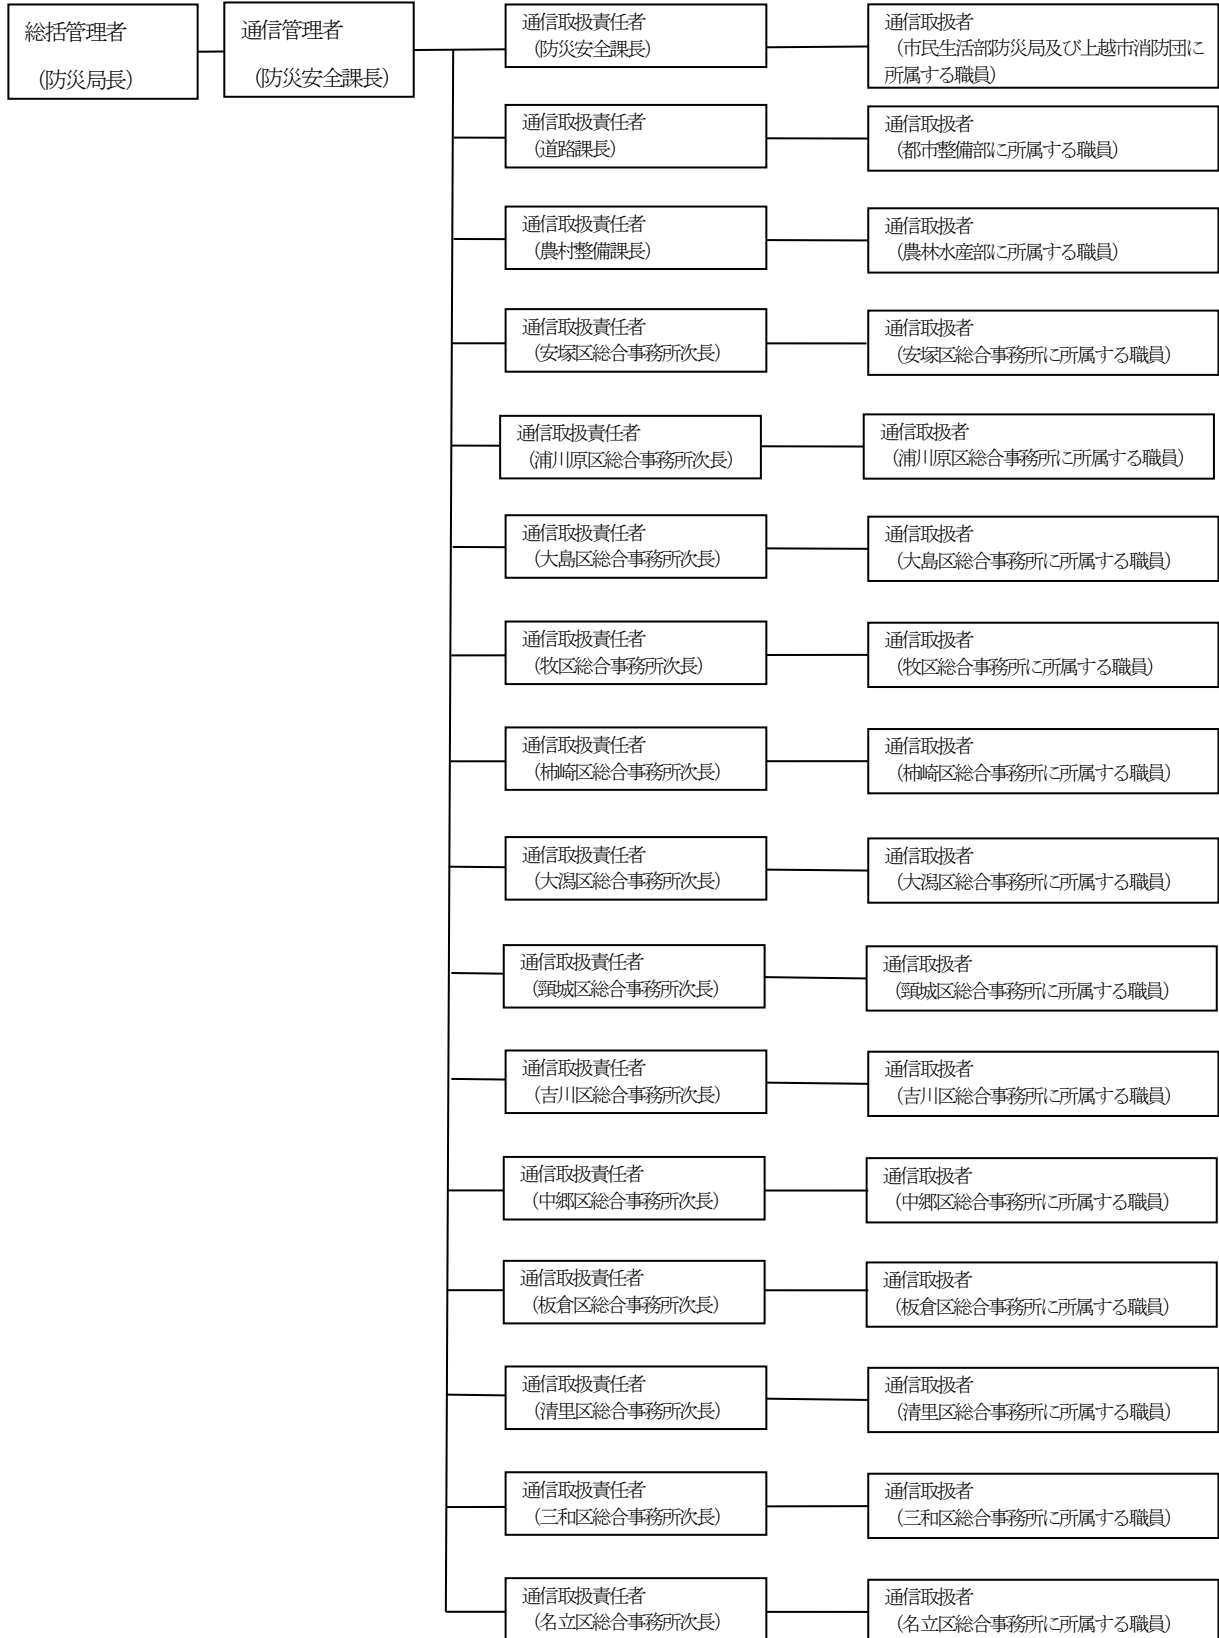 総括管理者
（防災局長）
通信管理者
（防災安全課長）
通信取扱責任者
（防災安全課長）
通信取扱者
（市民生活部防災局及び上越市消防団に
所属する職員）
通信取扱責任者
（道路課長）
通信取扱者
（都市整備部に所属する職員）
通信取扱責任者
（農村整備課長）
通信取扱者
（農林水産部に所属する職員）
通信取扱責任者
（安塚区総合事務所次長）
通信取扱者
（安塚区総合事務所に所属する職員）
通信取扱責任者
（浦川原区総合事務所次長）
通信取扱者
（浦川原区総合事務所に所属する職員）
通信取扱責任者
（大島区総合事務所次長）
通信取扱者
（大島区総合事務所に所属する職員）
通信取扱責任者
（牧区総合事務所次長）
通信取扱者
（牧区総合事務所に所属する職員）
通信取扱責任者
（柿崎区総合事務所次長）
通信取扱者
（柿崎区総合事務所に所属する職員）
通信取扱責任者
（大潟区総合事務所次長）
通信取扱者
（大潟区総合事務所に所属する職員）
通信取扱責任者
（頸城区総合事務所次長）
通信取扱者
（頸城区総合事務所に所属する職員）
通信取扱責任者
（吉川区総合事務所次長）
通信取扱者
（吉川区総合事務所に所属する職員）
通信取扱責任者
（中郷区総合事務所次長）
通信取扱者
（中郷区総合事務所に所属する職員）
通信取扱責任者
（板倉区総合事務所次長）
通信取扱者
（板倉区総合事務所に所属する職員）
通信取扱責任者
（清里区総合事務所次長）
通信取扱者
（清里区総合事務所に所属する職員）
通信取扱責任者
（三和区総合事務所次長）
通信取扱者
（三和区総合事務所に所属する職員）
通信取扱責任者
（名立区総合事務所次長）
通信取扱者
（名立区総合事務所に所属する職員）